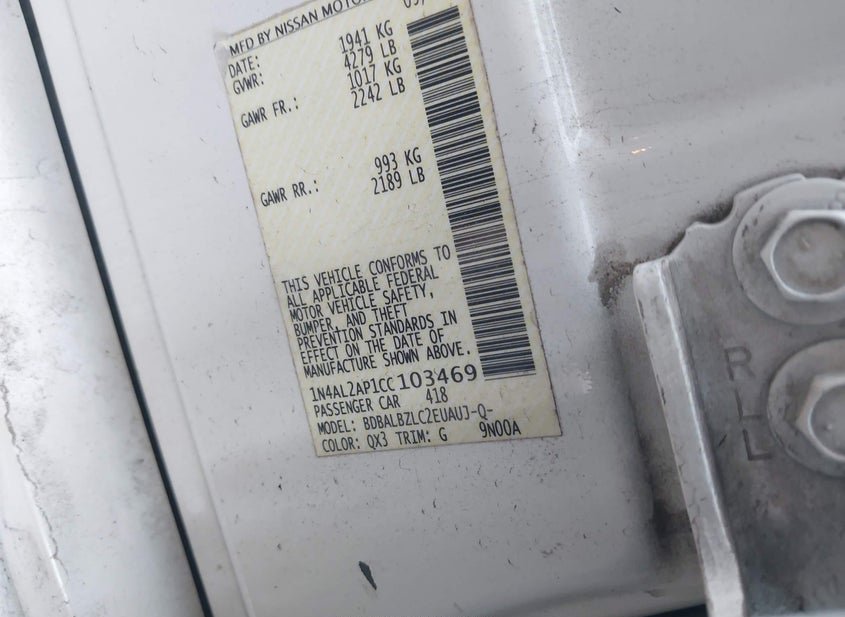 MFD BY NISSAN MOTOR
DATE:
1941 KG
GVWR: 4279 LB
1017 KG
GAWR FR.: 2242 LB
993 KG
GAWR RR.: 2189 LB
THIS VEHICLE CONFORMS TO
ALL APPLICABLE FEDERAL
MOTOR VEHICLE SAFETY,
BUMPER, AND THEFT
PREVENTION STANDARDS IN
EFFECT ON THE DATE OF
MANUFACTURE SHOWN ABOVE.
1N4AL2AP1CC103469
PASSENGER CAR 418
MODEL: BDBALBZLC2EUAUJ-Q-
COLOR: QX3 TRIM: G 9N00A
RLL